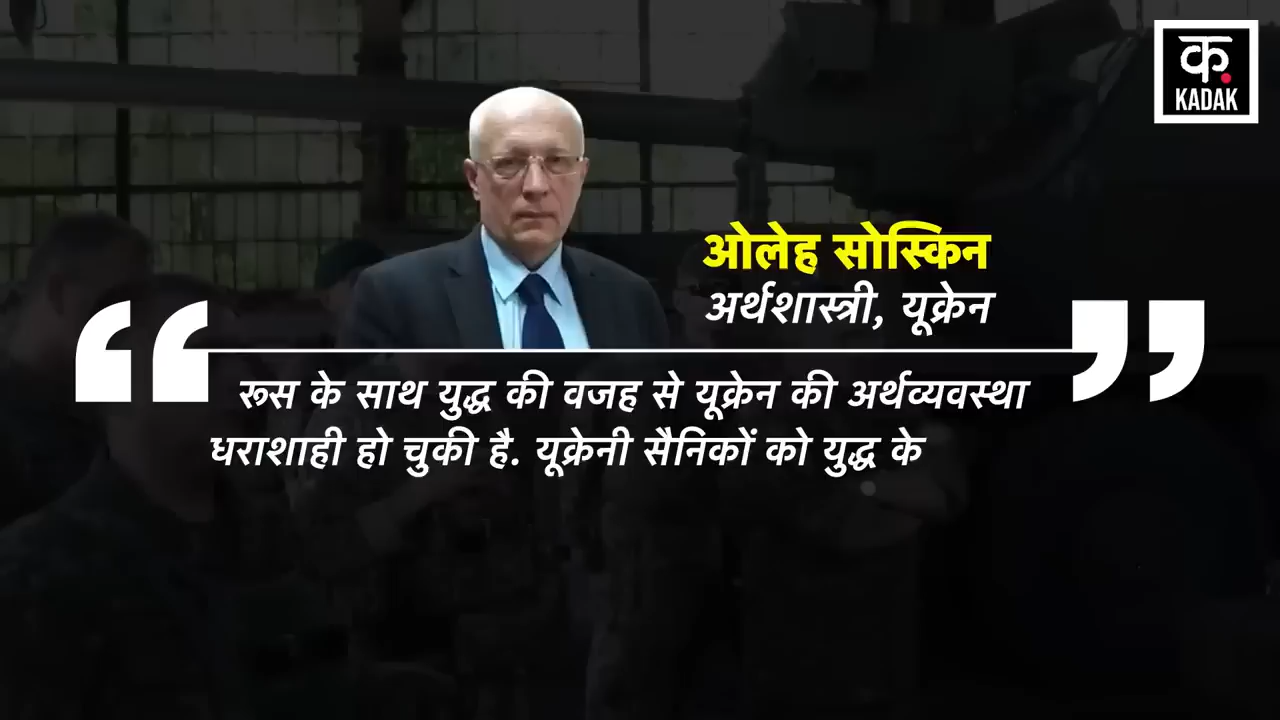 क
KADAK
ओलेह सोस्किन
अर्थशास्त्री, यूक्रेन
रूस के साथ युद्ध की वजह से यूक्रेन की अर्थव्यवस्था
धराशाही हो चुकी है. यूक्रेनी सैनिकों को युद्ध के